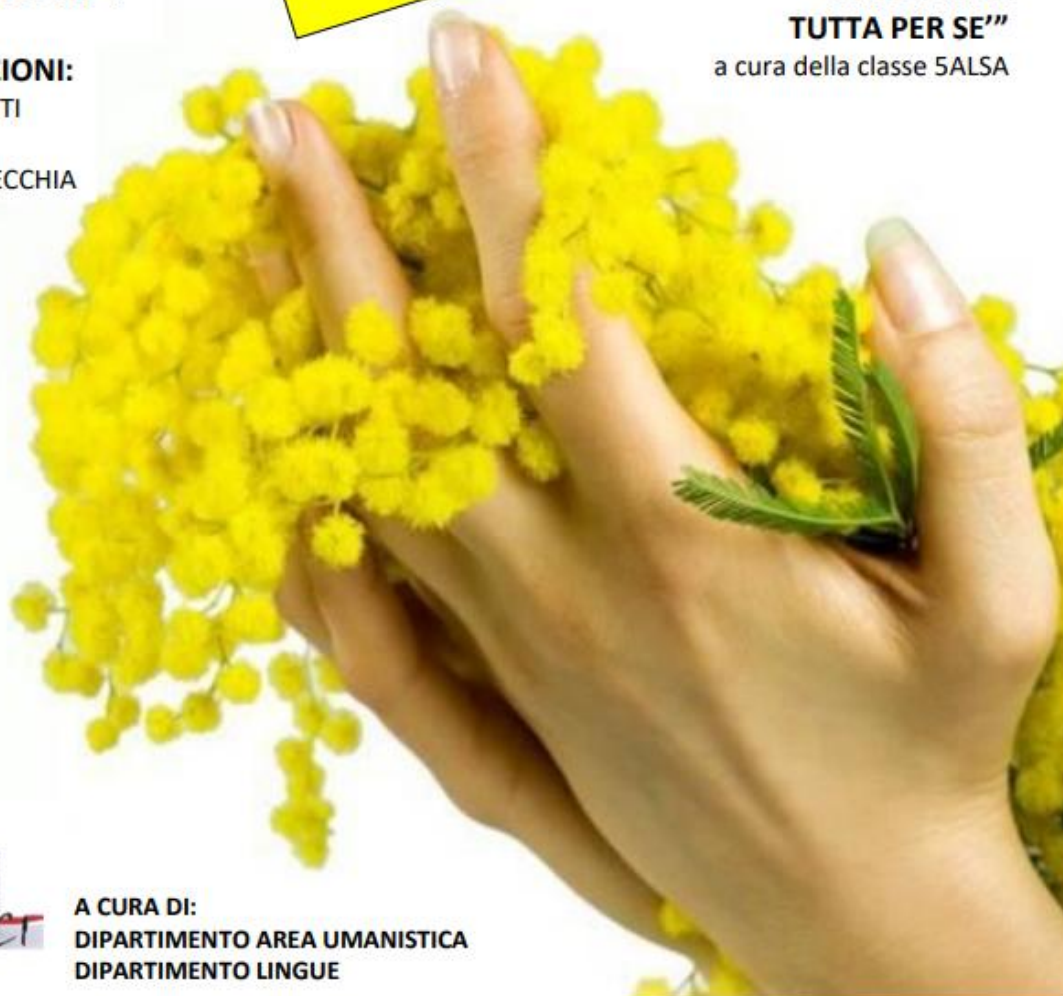 TUTTA PER SE’”
a cura della classe 5ALSA
IONI:
TI
ECCHIA
A CURA DI:
DIPARTIMENTO AREA UMANISTICA
DIPARTIMENTO LINGUE